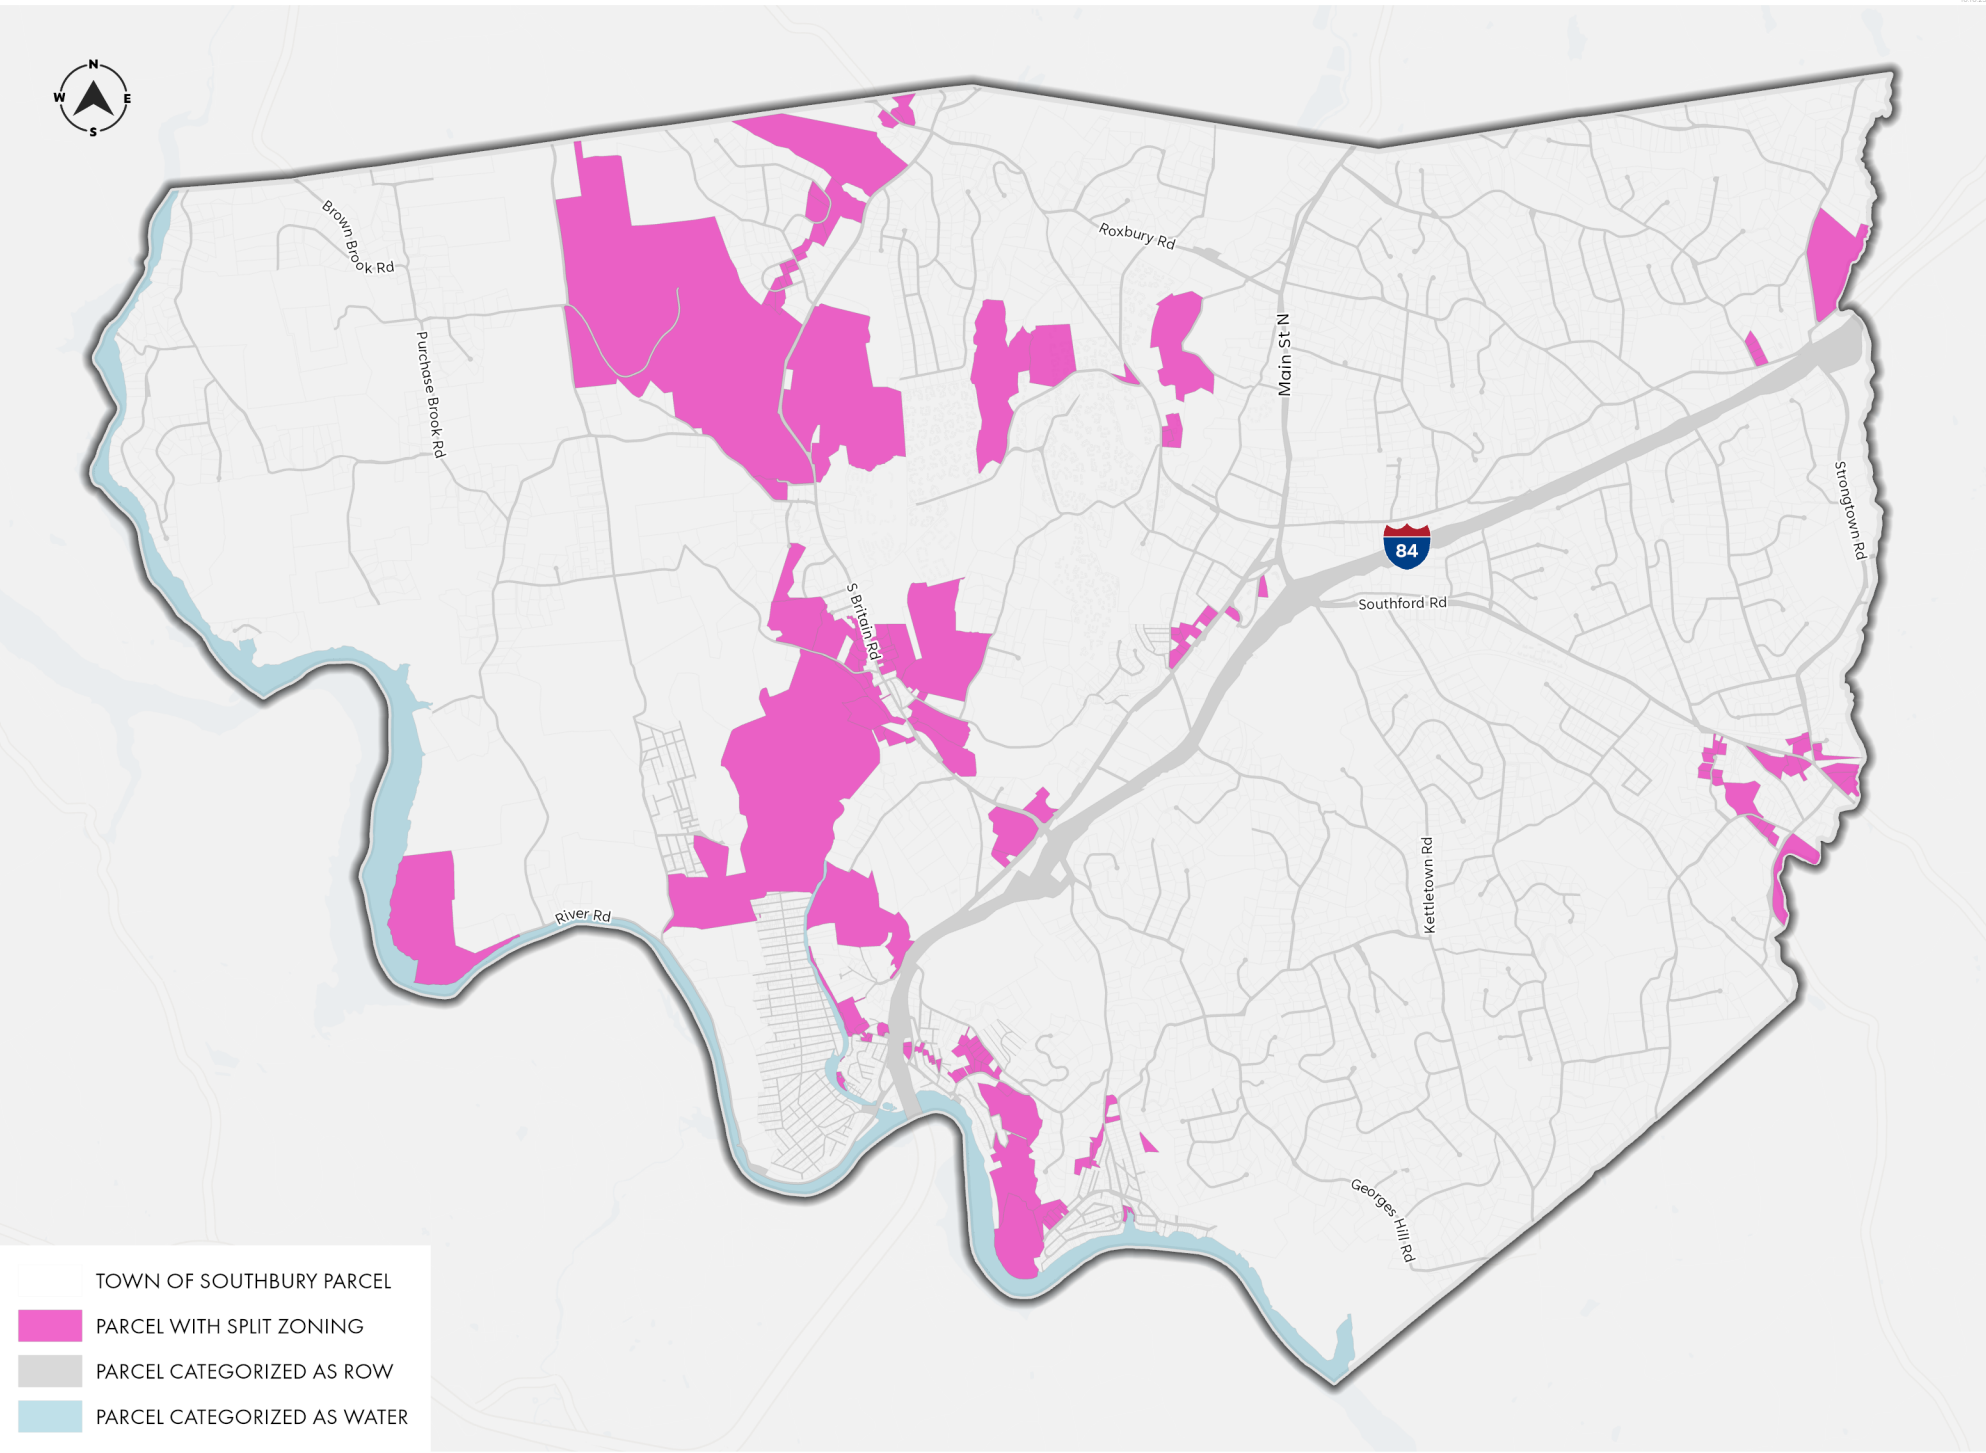 N
W E
S
Brown Brook Rd
Roxbury Rd
Main St N
Purchase Brook Rd
Strongtown Rd
84
Southford Rd
S Britain Rd
Kettletown Rd
River Rd
Georges Hill Rd
TOWN OF SOUTHBURY PARCEL
PARCEL WITH SPLIT ZONING
PARCEL CATEGORIZED AS ROW
PARCEL CATEGORIZED AS WATER